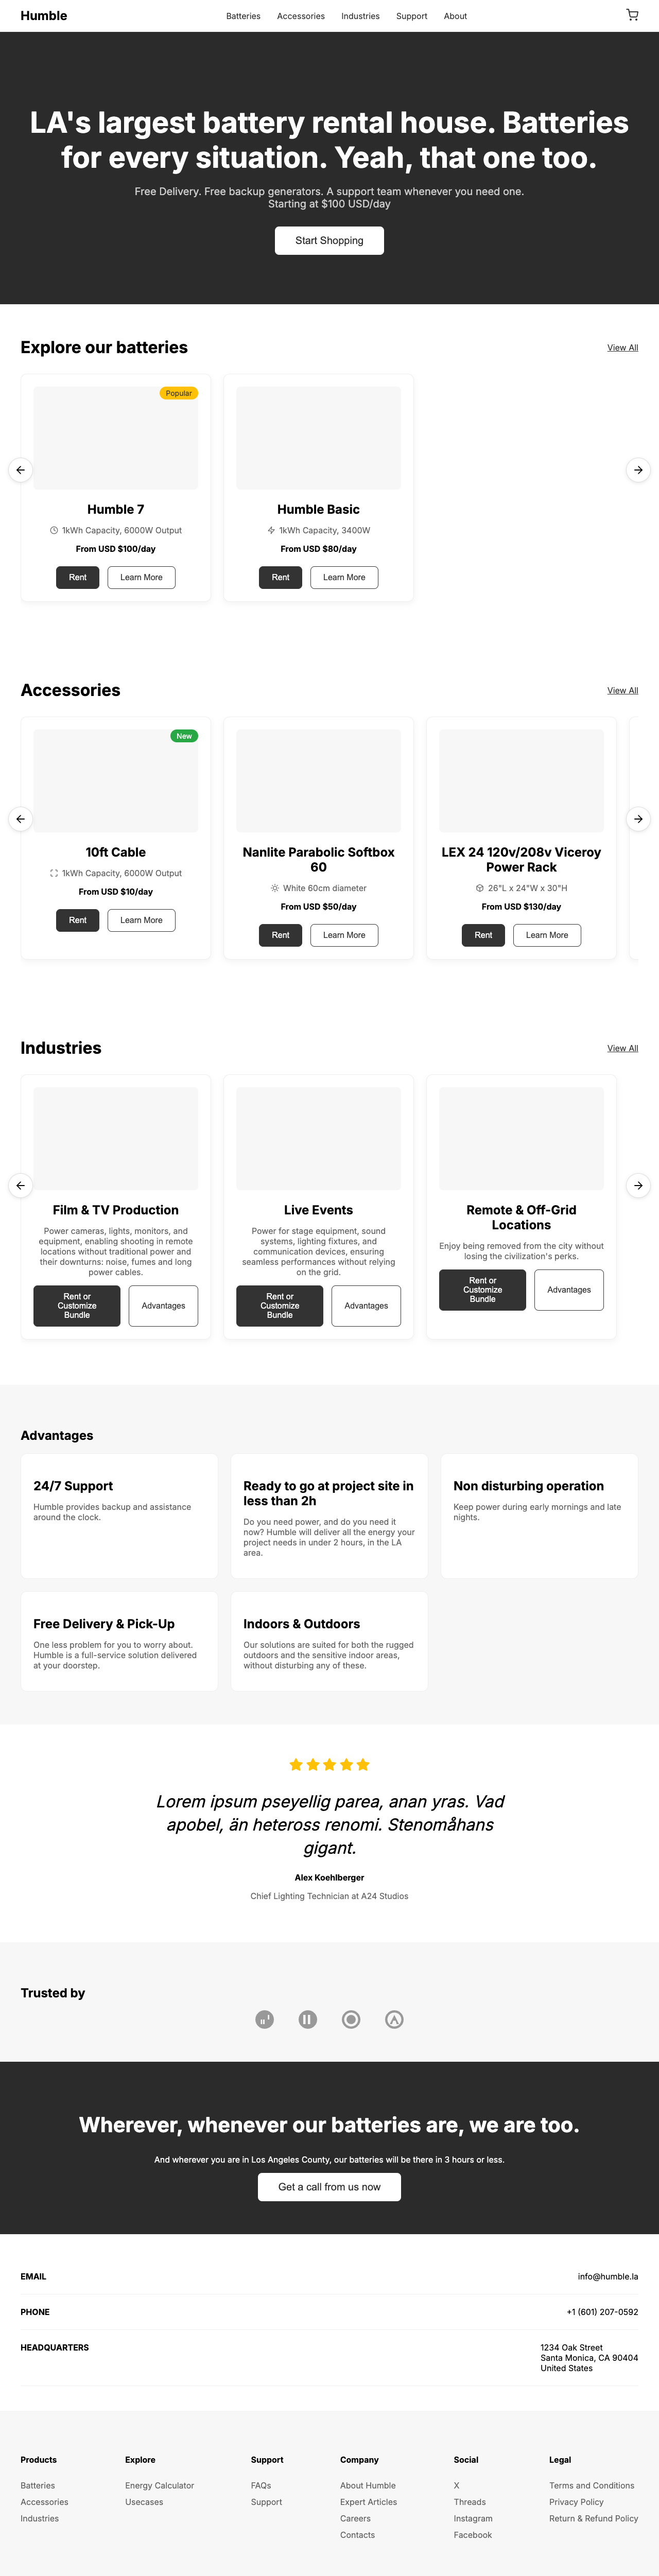 Humble
Batteries
Accessories
Industries
Support
About
LA's largest battery rental house. Batteries
for every situation. Yeah, that one too.
Free Delivery. Free backup generators. A support team whenever you need one.
Starting at $100 USD/day
Start Shopping
Explore our batteries
View All
Popular
Humble 7
1kWh Capacity, 6000W Output
From USD $100/day
Rent
Learn More
Humble Basic
1kWh Capacity, 3400W
From USD $80/day
Rent
Learn More
Accessories
View All
New
10ft Cable
1kWh Capacity, 6000W Output
From USD $10/day
Rent
Learn More
Nanlite Parabolic Softbox
60
White 60cm diameter
From USD $50/day
Rent
Learn More
LEX 24 120v/208v Viceroy
Power Rack
26"L x 24"W x 30"H
From USD $130/day
Rent
Learn More
Industries
View All
Film & TV Production
Power cameras, lights, monitors, and
equipment, enabling shooting in remote
locations without traditional power and
their downturns: noise, fumes and long
power cables.
Rent or
Customize
Bundle
Advantages
Live Events
Power for stage equipment, sound
systems, lighting fixtures, and
communication devices, ensuring
seamless performances without relying
on the grid.
Rent or
Customize
Bundle
Advantages
Remote & Off-Grid
Locations
Enjoy being removed from the city without
losing the civilization's perks.
Rent or
Customize
Bundle
Advantages
Advantages
24/7 Support
Humble provides backup and assistance
around the clock.
Ready to go at project site in
less than 2h
Do you need power, and do you need it
now? Humble will deliver all the energy your
project needs in under 2 hours, in the LA
area.
Non disturbing operation
Keep power during early mornings and late
nights.
Free Delivery & Pick-Up
One less problem for you to worry about.
Humble is a full-service solution delivered
at your doorstep.
Indoors & Outdoors
Our solutions are suited for both the rugged
outdoors and the sensitive indoor areas,
without disturbing any of these.
Lorem ipsum pseyellig parea, anan yras. Vad
apobel, än heteross renomi. Stenomåhans
gigant.
Alex Koehlberger
Chief Lighting Technician at A24 Studios
Trusted by
Wherever, whenever our batteries are, we are too.
And wherever you are in Los Angeles County, our batteries will be there in 3 hours or less.
Get a call from us now
EMAIL
info@humble.la
PHONE
+1 (601) 207-0592
HEADQUARTERS
1234 Oak Street
Santa Monica, CA 90404
United States
Products
Batteries
Accessories
Industries
Explore
Energy Calculator
Usecases
Support
FAQs
Support
Company
About Humble
Expert Articles
Careers
Contacts
Social
X
Threads
Instagram
Facebook
Legal
Terms and Conditions
Privacy Policy
Return & Refund Policy